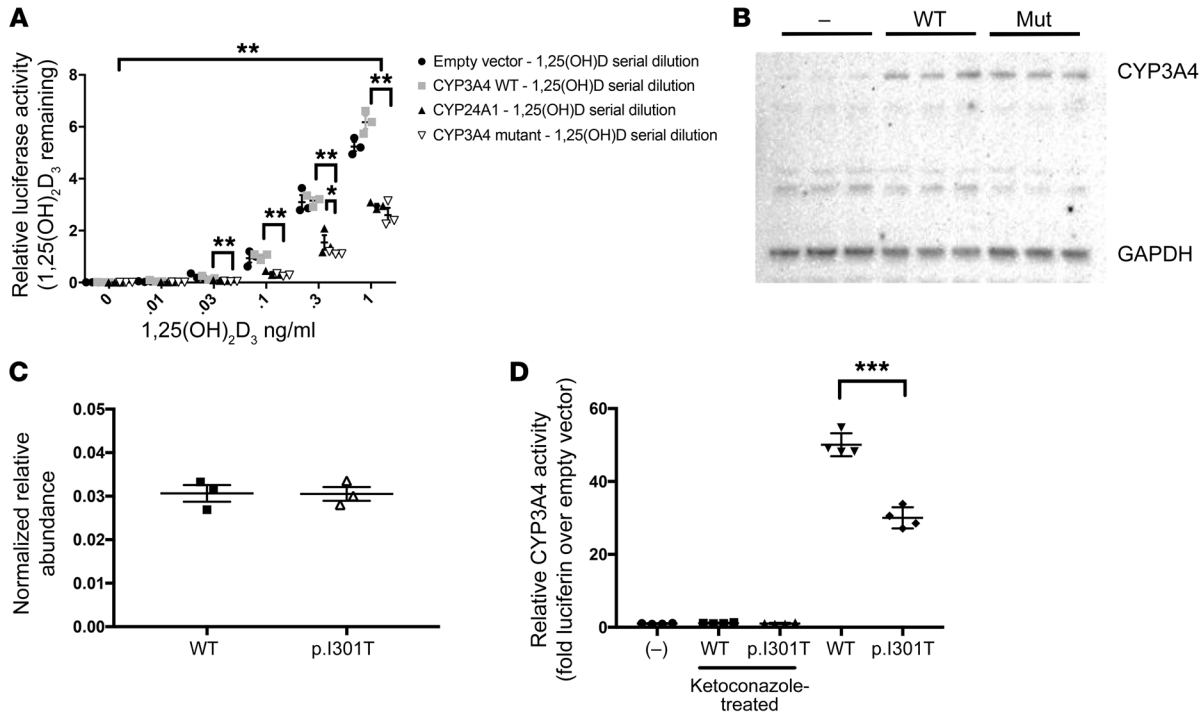 A
Relative luciferase activity
(1,25(OH)2D3 remaining)
8
6
4
2
0
**
**
**
*
**
**
0
.01
.03
.1
.3
1
1,25(OH)2D3 ng/ml
Empty vector - 1,25(OH)D serial dilution
CYP3A4 WT - 1,25(OH)D serial dilution
CYP24A1 - 1,25(OH)D serial dilution
CYP3A4 mutant - 1,25(OH)D serial dilution
B
– WT Mut
CYP3A4
GAPDH
C
Normalized relative
abundance
0.05
0.04
0.03
0.02
0.01
0.00
WT p.I301T
D
Relative CYP3A4 activity
(fold luciferin over empty vector)
60
40
20
0
***
(–) WT p.I301T WT p.I301T
Ketoconazole-
treated